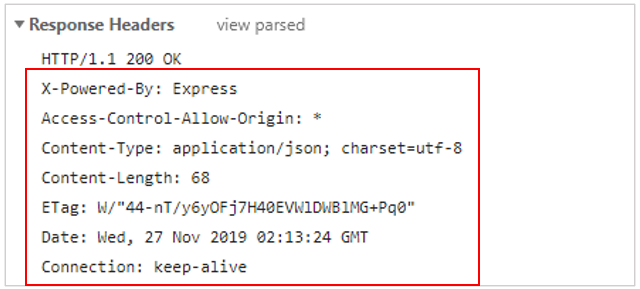 Response Headers view parsed
HTTP/1.1 200 OK
X-Powered-By: Express
Access-Control-Allow-Origin: *
Content-Type: application/json; charset=utf-8
Content-Length: 68
ETag: W/"44-nT/y6yOFj7H40EVWlDWBlMG+Pq0"
Date: Wed, 27 Nov 2019 02:13:24 GMT
Connection: keep-alive